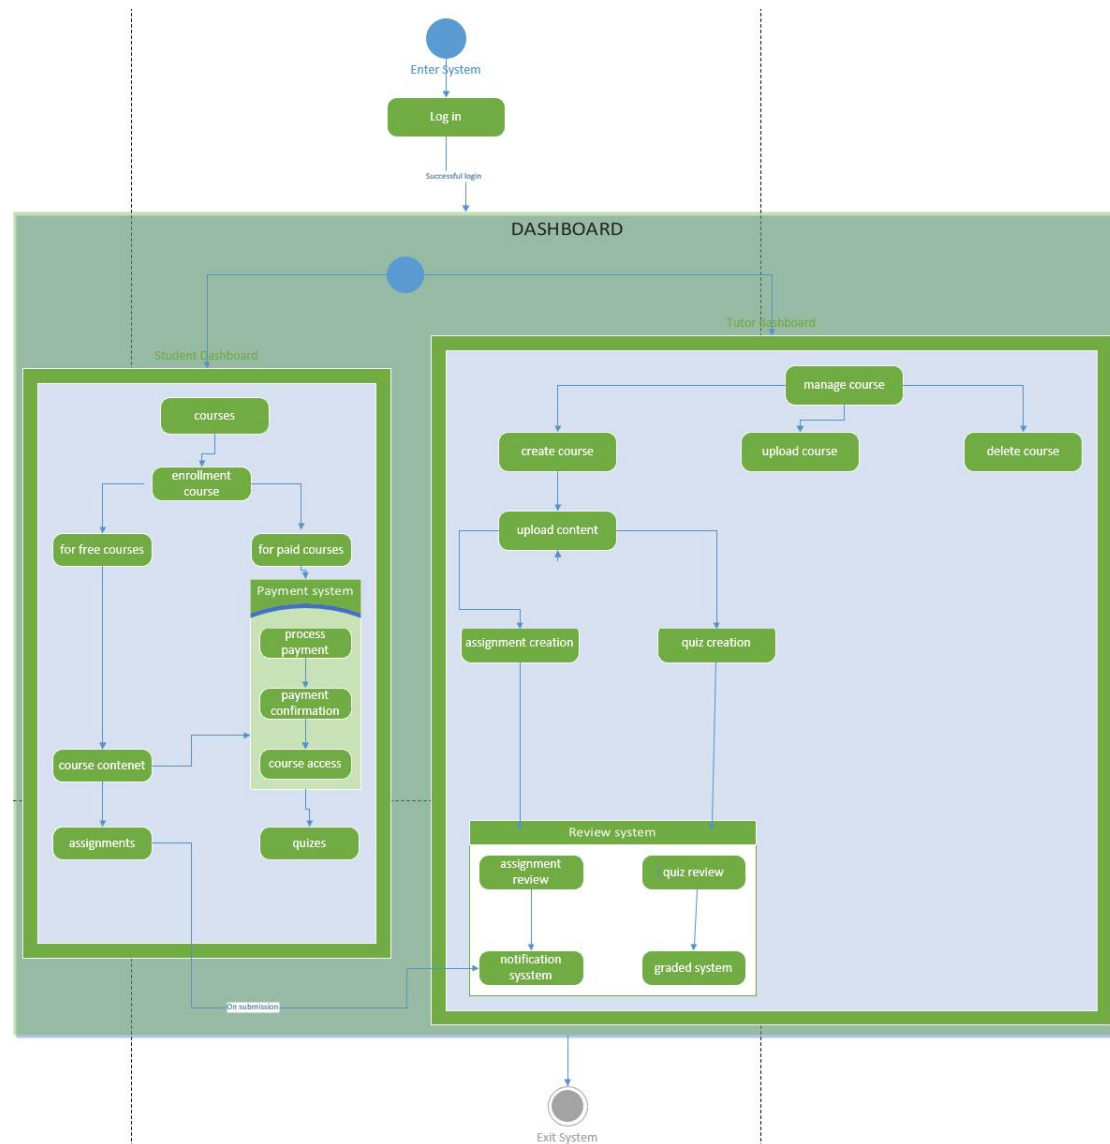 Enter System
Log in
Successful login
DASHBOARD
Tutor dashboard
Student Dashboard
manage course
courses
create course
upload course
delete course
enrollment
course
upload content
for free courses
for paid courses
Payment system
process
payment
assignment creation
quiz creation
payment
confirmation
course contenet
course access
Review system
assignments
quizes
assignment
review
quiz review
notification
sysstem
graded system
On submission
Exit System